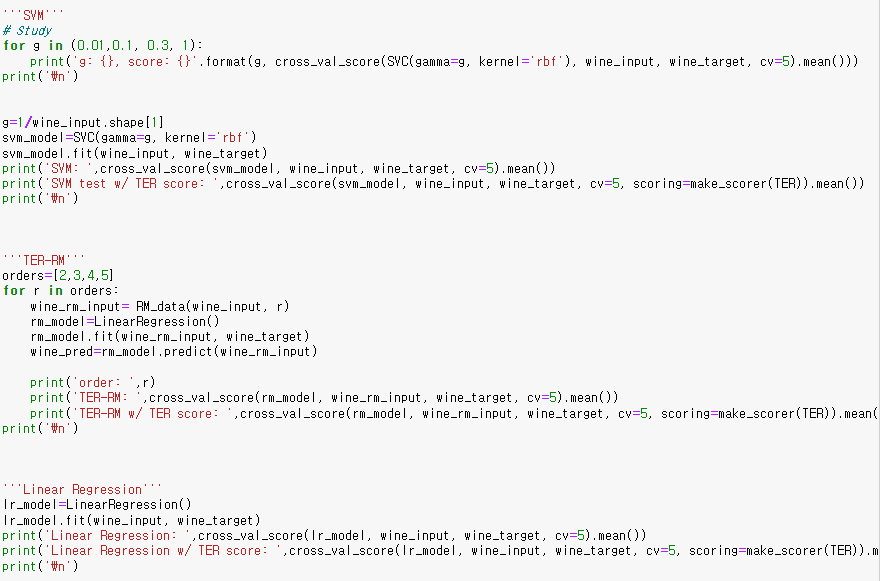 '''SVM'''
# Study
for g in (0.01,0.1, 0.3, 1):
    print('g: {}, score: {}'.format(g, cross_val_score(SVC(gamma=g, kernel='rbf'), wine_input, wine_target, cv=5).mean()))
print('₩n')
g=1/wine_input.shape[1]
svm_model=SVC(gamma=g, kernel='rbf')
svm_model.fit(wine_input, wine_target)
print('SVM: ',cross_val_score(svm_model, wine_input, wine_target, cv=5).mean())
print('SVM test w/ TER score: ',cross_val_score(svm_model, wine_input, wine_target, cv=5, scoring=make_scorer(TER)).mean())
print('₩n')
'''TER-RM'''
orders=[2,3,4,5]
for r in orders:
    wine_rm_input= RM_data(wine_input, r)
    rm_model=LinearRegression()
    rm_model.fit(wine_rm_input, wine_target)
    wine_pred=rm_model.predict(wine_rm_input)
    print('order: ',r)
    print('TER-RM: ',cross_val_score(rm_model, wine_rm_input, wine_target, cv=5).mean())
    print('TER-RM w/ TER score: ',cross_val_score(rm_model, wine_rm_input, wine_target, cv=5, scoring=make_scorer(TER)).mean(
print('₩n')
'''Linear Regression'''
lr_model=LinearRegression()
lr_model.fit(wine_input, wine_target)
print('Linear Regression: ',cross_val_score(lr_model, wine_input, wine_target, cv=5).mean())
print('Linear Regression w/ TER score: ',cross_val_score(lr_model, wine_input, wine_target, cv=5, scoring=make_scorer(TER)).m
print('₩n')